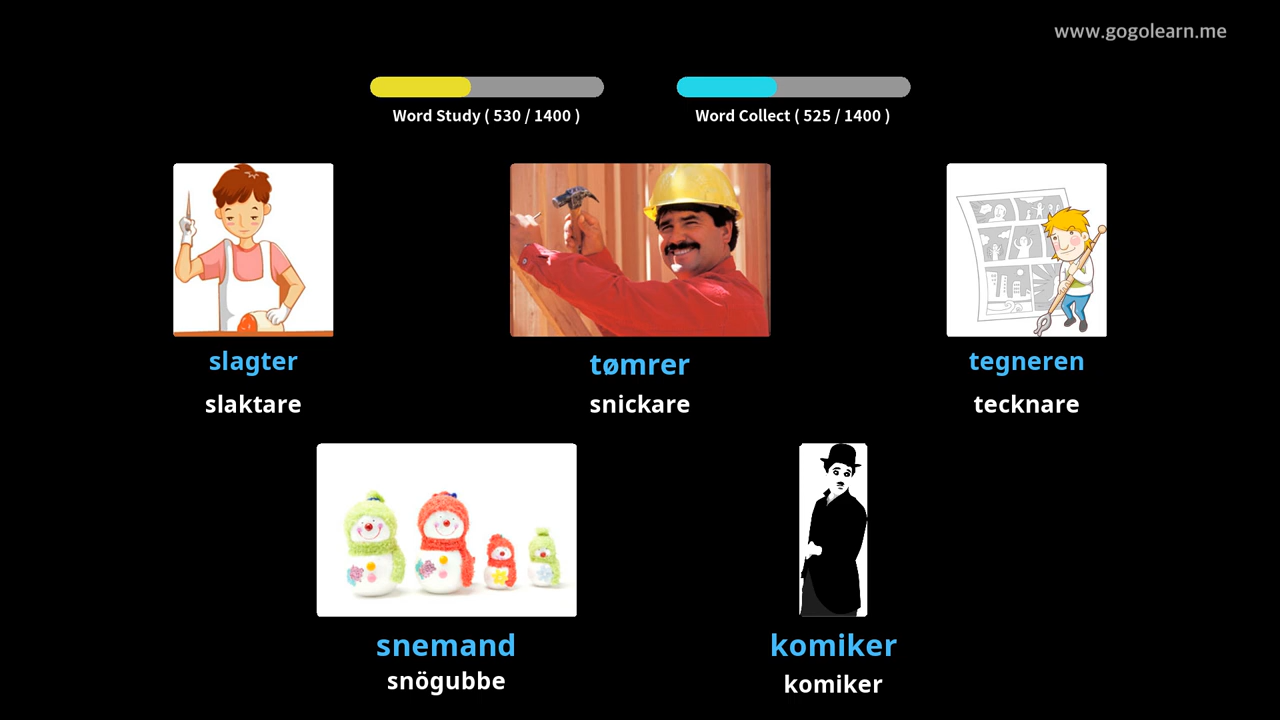 www.gogolearn.me
Word Study ( 530 / 1400 )
Word Collect ( 525 / 1400 )
slagter
slaktare
tømrer
snickare
tegneren
tecknare
snemand
snögubbe
komiker
komiker